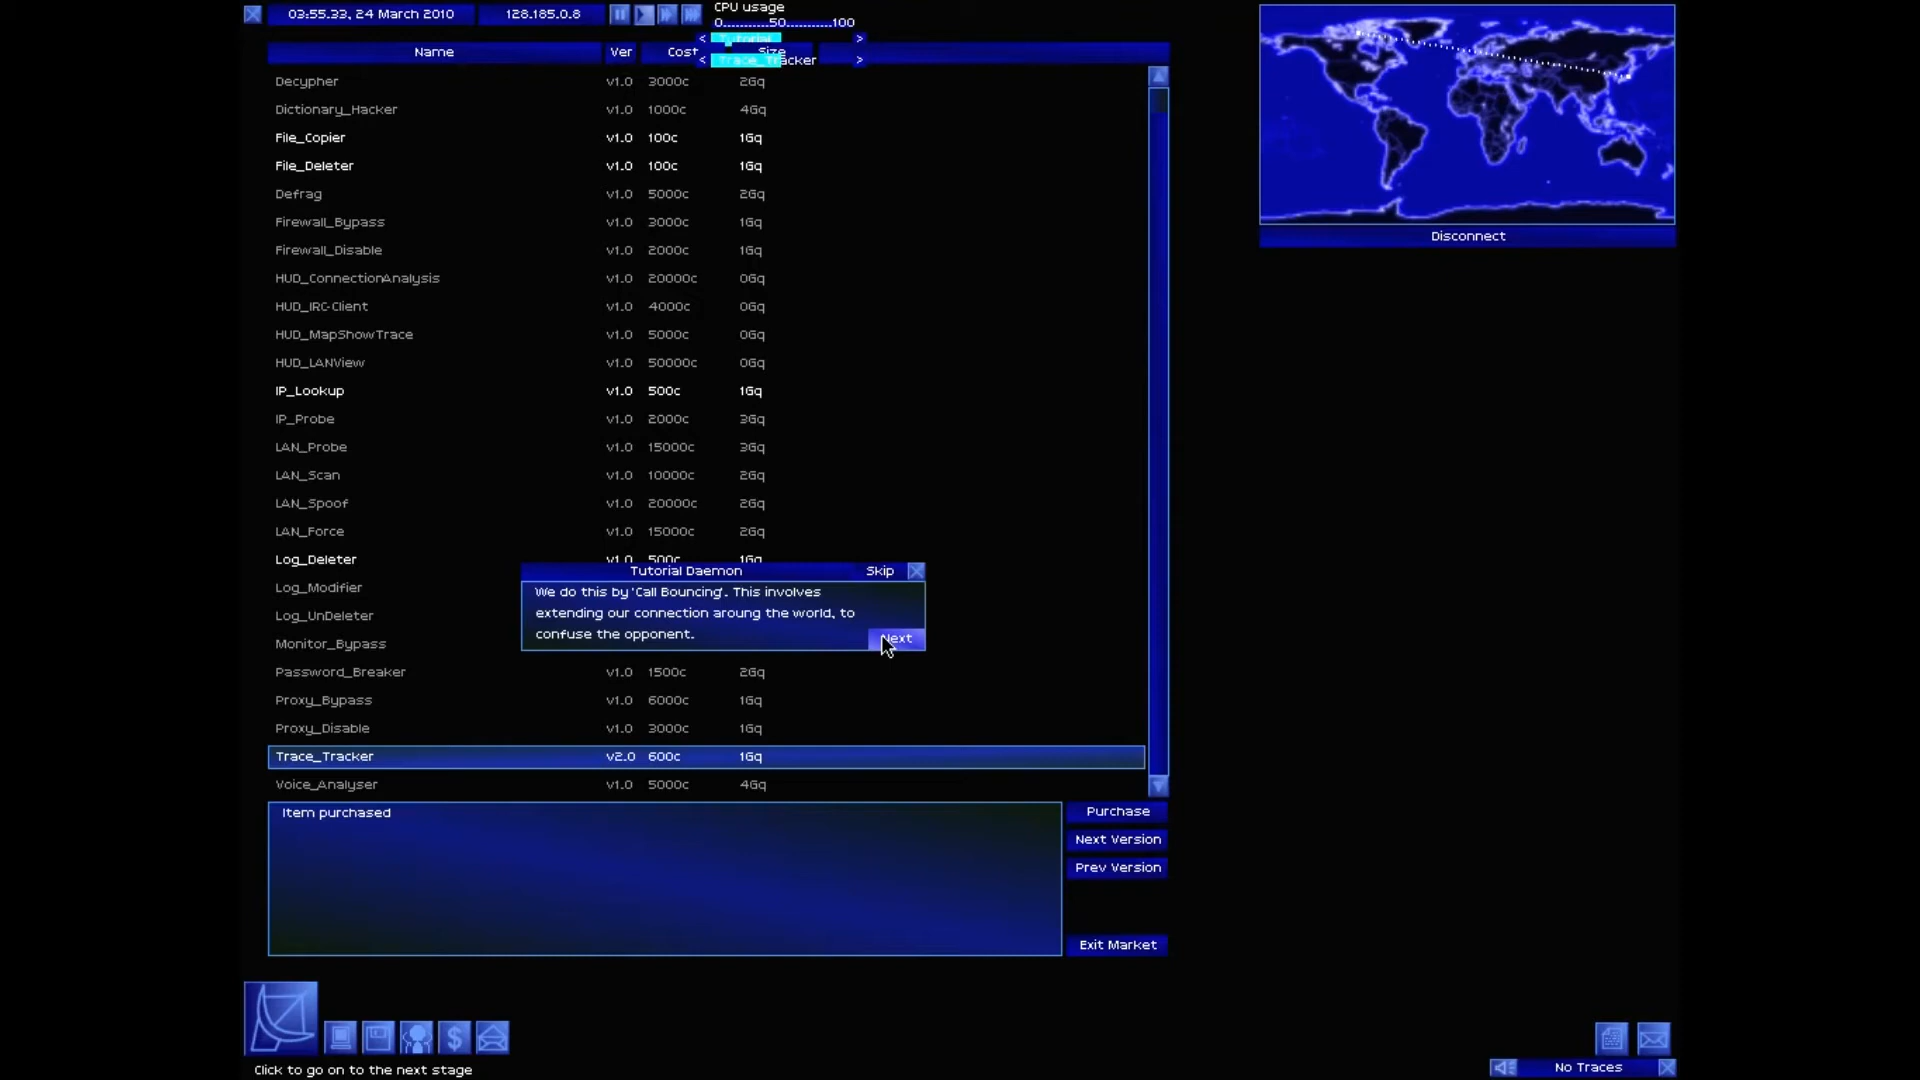 03:55.33, 24 March 2010
128.185.0.8
CPU usage
0..........50..........100
< Tutorial >
Name Ver Cost Size
< Trace_Tracker >
Decypher v1.0 3000c 2Gq
Dictionary_Hacker v1.0 1000c 4Gq
File_Copier v1.0 100c 1Gq
File_Deleter v1.0 100c 1Gq
Defrag v1.0 5000c 2Gq
Firewall_Bypass v1.0 3000c 1Gq
Firewall_Disable v1.0 2000c 1Gq
HUD_ConnectionAnalysis v1.0 20000c 0Gq
HUD_IRC-Client v1.0 4000c 0Gq
HUD_MapShowTrace v1.0 5000c 0Gq
HUD_LANView v1.0 50000c 0Gq
IP_Lookup v1.0 500c 1Gq
IP_Probe v1.0 2000c 3Gq
LAN_Probe v1.0 15000c 3Gq
LAN_Scan v1.0 10000c 2Gq
LAN_Spoof v1.0 20000c 2Gq
LAN_Force v1.0 15000c 2Gq
Log_Deleter v1.0 500c 1Gq
Log_Modifier
Log_UnDeleter
Monitor_Bypass
Tutorial Daemon Skip
We do this by 'Call Bouncing'. This involves
extending our connection aroung the world, to
confuse the opponent.
Next
Password_Breaker v1.0 1500c 2Gq
Proxy_Bypass v1.0 6000c 1Gq
Proxy_Disable v1.0 3000c 1Gq
Trace_Tracker v2.0 600c 1Gq
Voice_Analyser v1.0 5000c 4Gq
Item purchased
Purchase
Next Version
Prev Version
Exit Market
Disconnect
Click to go on to the next stage
No Traces